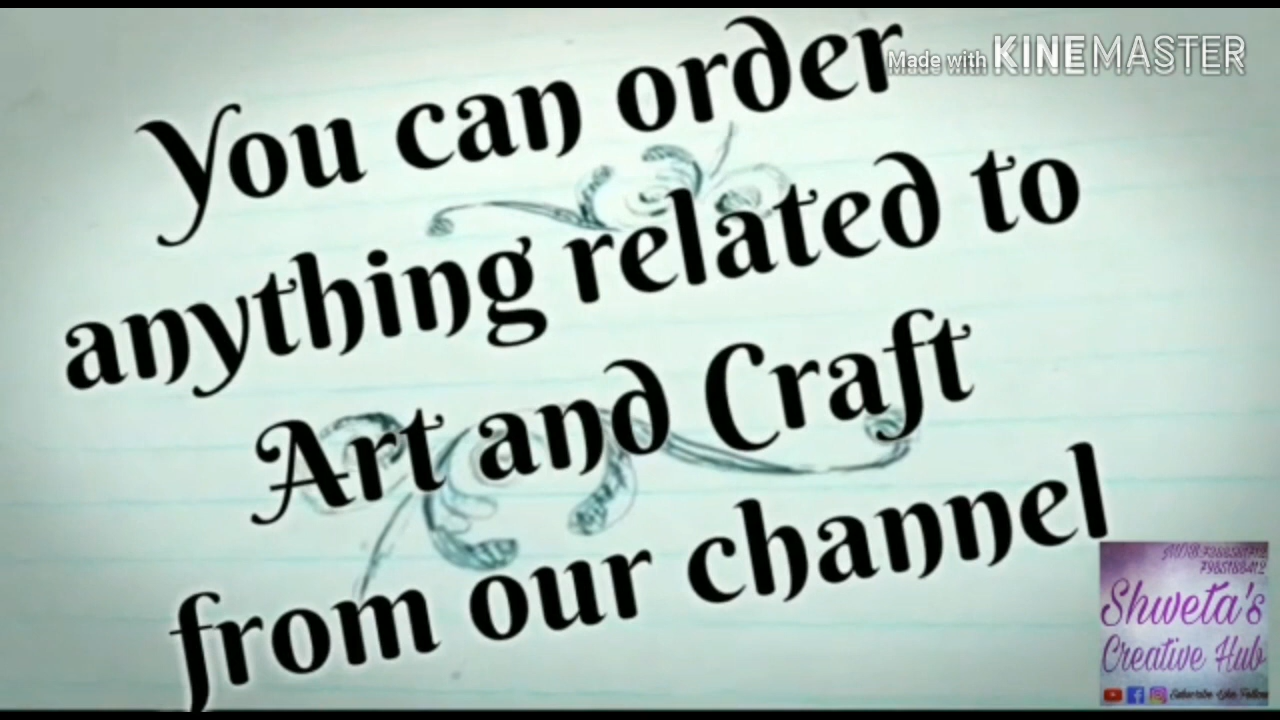 Made with KINEMASTER
You can order
anything related to
Art and Craft
from our channel
Shweta's
Creative Hub